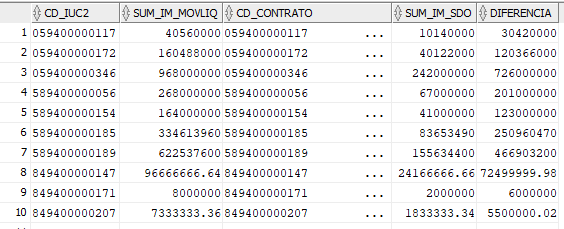 CD_IUC2 SUM_IM_MOVLIQ CD_CONTRATO SUM_IM_SDO DIFERENCIA
1 059400000117 40560000 059400000117 ... 10140000 30420000
2 059400000172 160488000 059400000172 ... 40122000 120366000
3 059400000346 968000000 059400000346 ... 242000000 726000000
4 589400000056 268000000 589400000056 ... 67000000 201000000
5 589400000154 164000000 589400000154 ... 41000000 123000000
6 589400000185 334613960 589400000185 ... 83653490 250960470
7 589400000189 622537600 589400000189 ... 155634400 466903200
8 849400000147 96666666.64 849400000147 ... 24166666.66 72499999.98
9 849400000171 8000000 849400000171 ... 2000000 6000000
10 849400000207 7333333.36 849400000207 ... 1833333.34 5500000.02